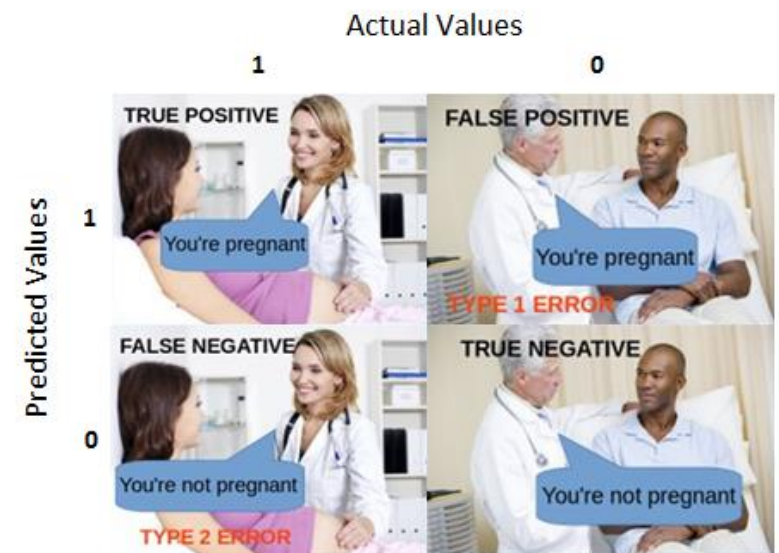 Actual Values
1 0
TRUE POSITIVE FALSE POSITIVE
Predicted Values
1
You're pregnant You're pregnant
TYPE 1 ERROR
FALSE NEGATIVE TRUE NEGATIVE
0
You're not pregnant You're not pregnant
TYPE 2 ERROR